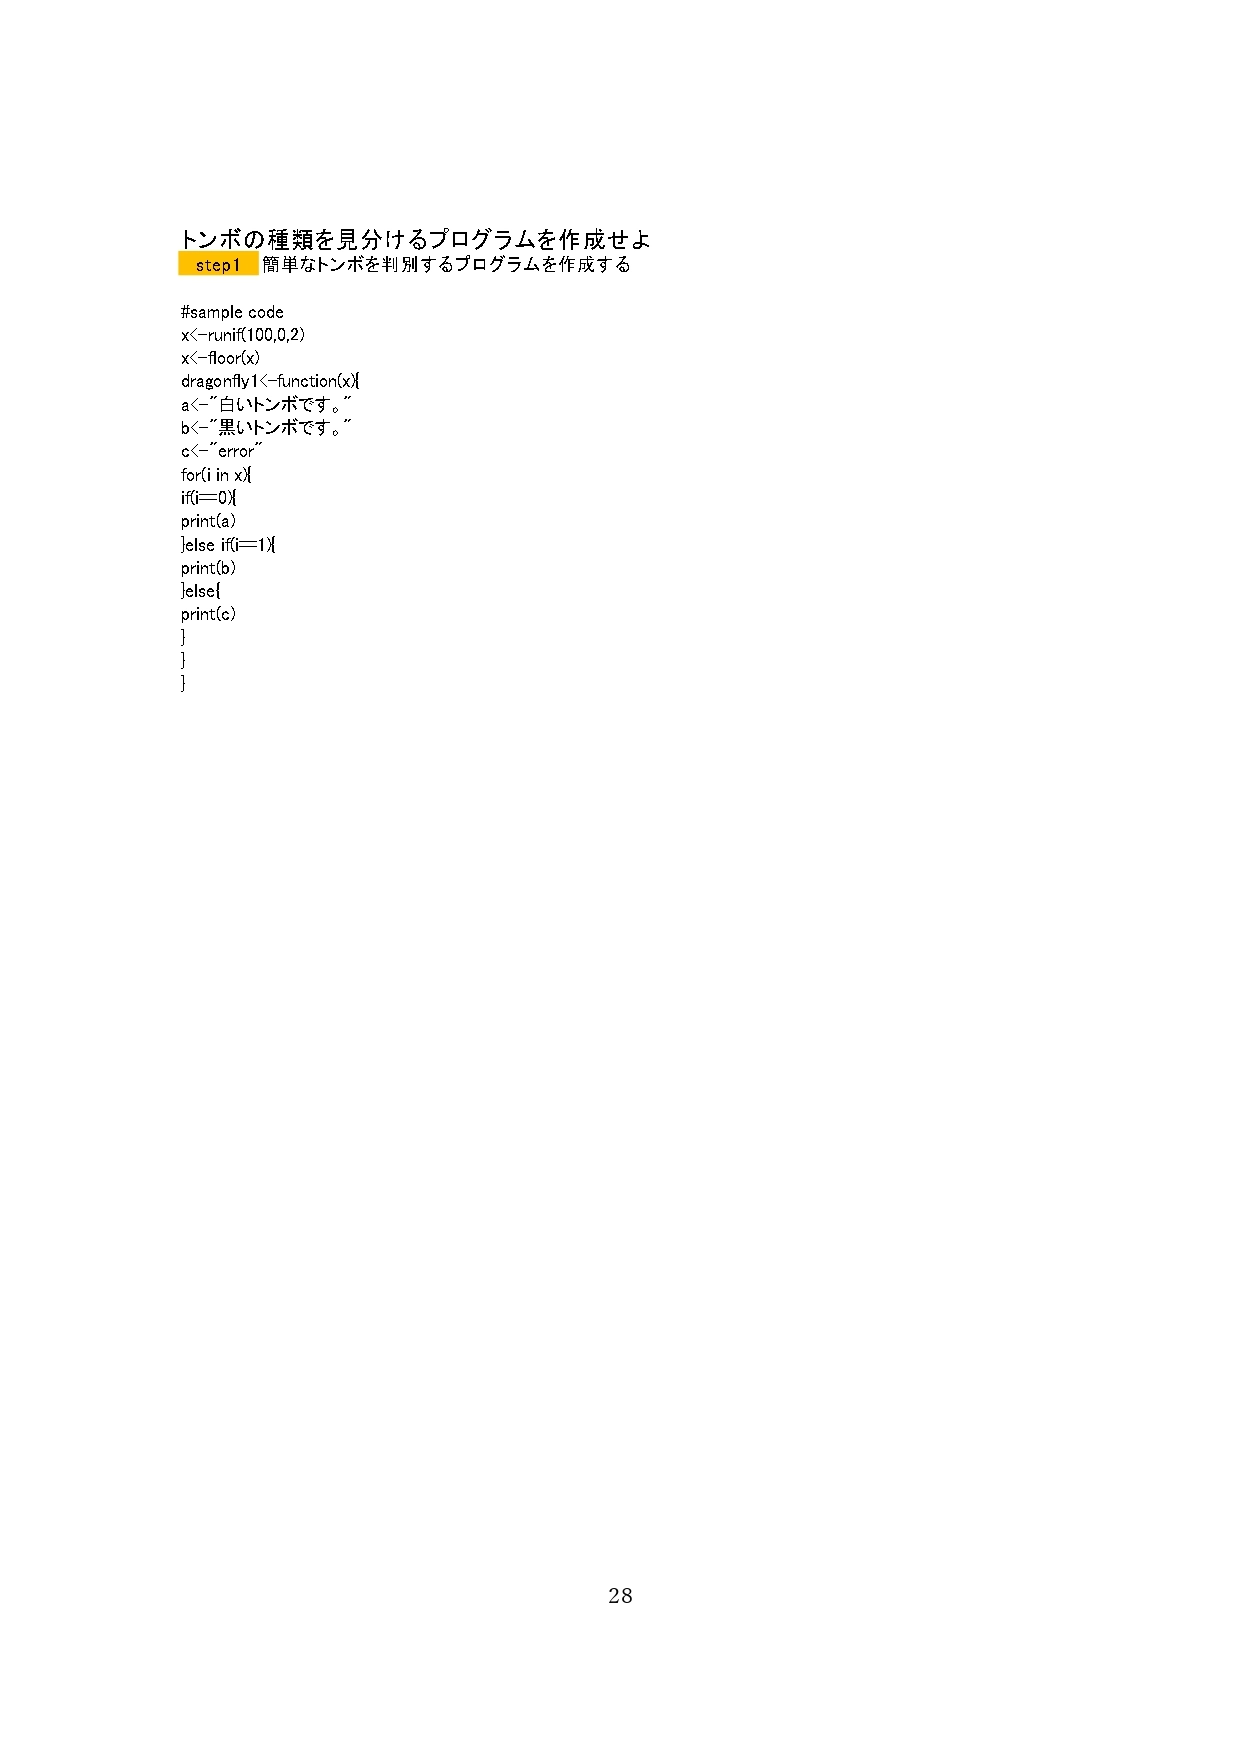 トンボの種類を見分けるプログラムを作成せよ
step1 簡単なトンボを判別するプログラムを作成する
#sample code
x<-runif(100,0,2)
x<-floor(x)
dragonfly1<-function(x){
a<-"白いトンボです。"
b<-"黒いトンボです。"
c<-"error"
for(i in x){
if(i==0){
print(a)
}else if(i==1){
print(b)
}else{
print(c)
}
}
}
28